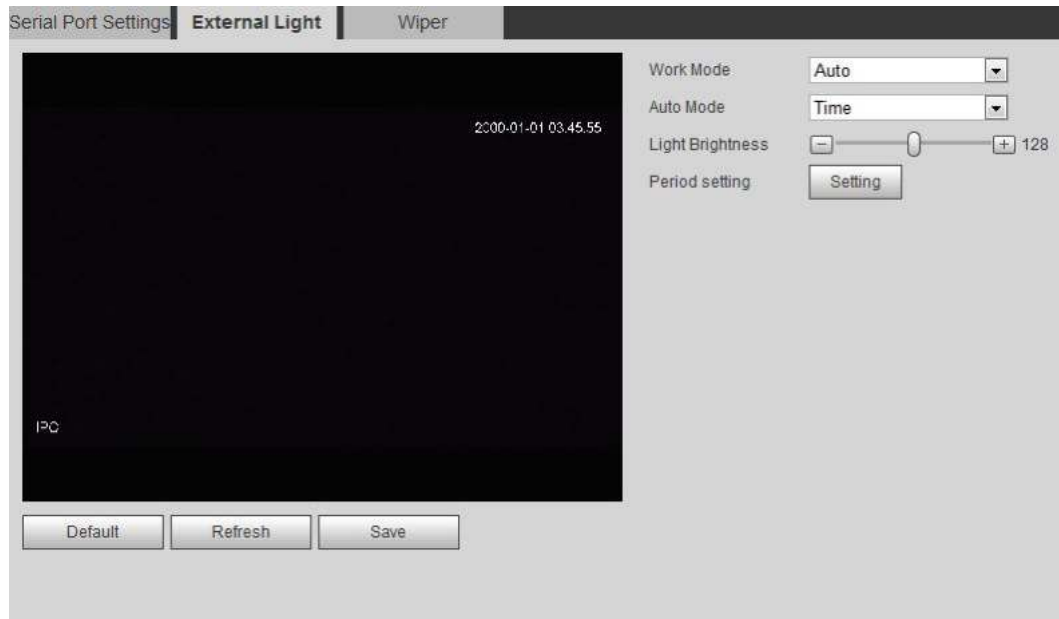 Serial Port Settings External Light Wiper
Work Mode Auto
Auto Mode Time
2000-01-01 03.45.55
Light Brightness 128
Period setting Setting
IPC
Default Refresh Save